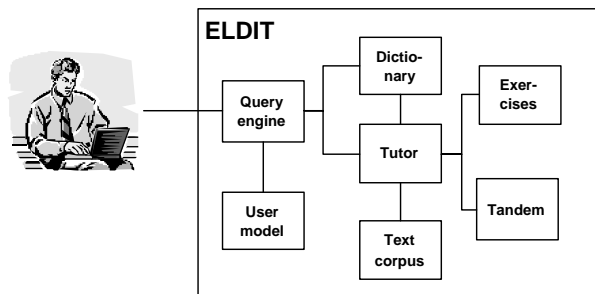 ELDIT
Dictio-
nary
Query
engine
Exer-
cises
Tutor
User
model
Text
corpus
Tandem